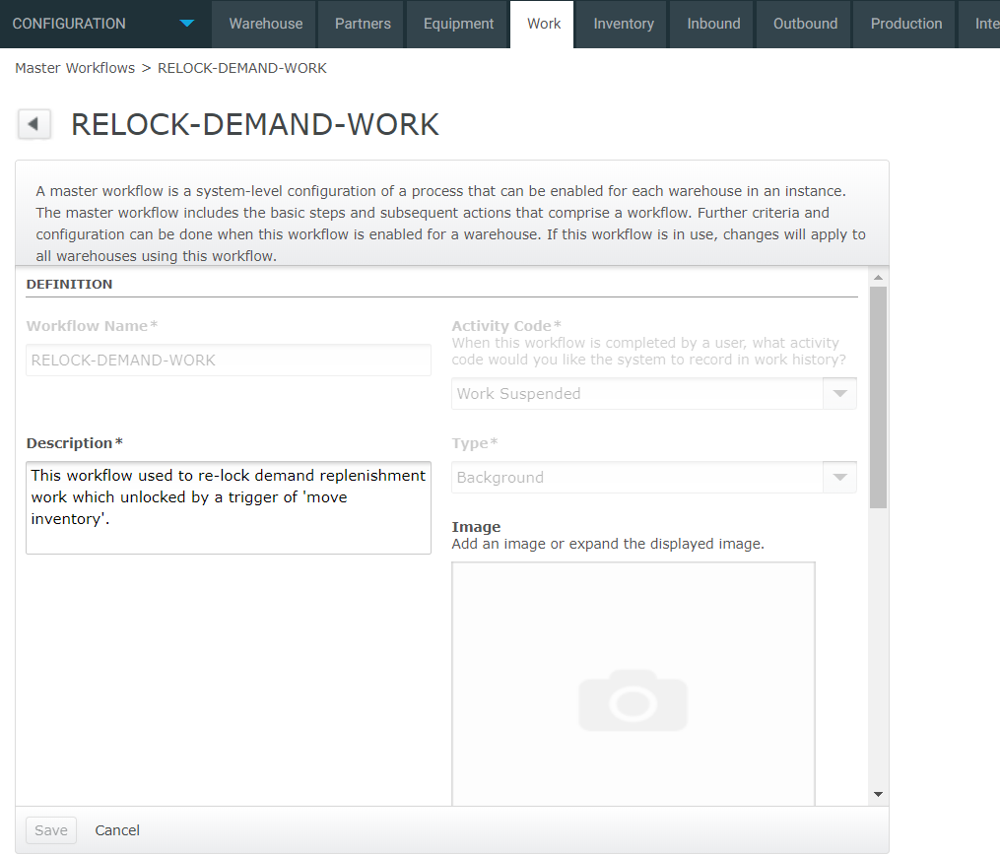 CONFIGURATION Warehouse Partners Equipment Work Inventory Inbound Outbound Production Inte
Master Workflows > RELOCK-DEMAND-WORK
RELOCK-DEMAND-WORK
A master workflow is a system-level configuration of a process that can be enabled for each warehouse in an instance.
The master workflow includes the basic steps and subsequent actions that comprise a workflow. Further criteria and
configuration can be done when this workflow is enabled for a warehouse. If this workflow is in use, changes will apply to
all warehouses using this workflow.
DEFINITION
Workflow Name*
RELOCK-DEMAND-WORK
Activity Code*
When this workflow is completed by a user, what activity
code would you like the system to record in work history?
Work Suspended
Description*
This workflow used to re-lock demand replenishment
work which unlocked by a trigger of 'move
inventory'.
Type*
Background
Image
Add an image or expand the displayed image.
Save Cancel